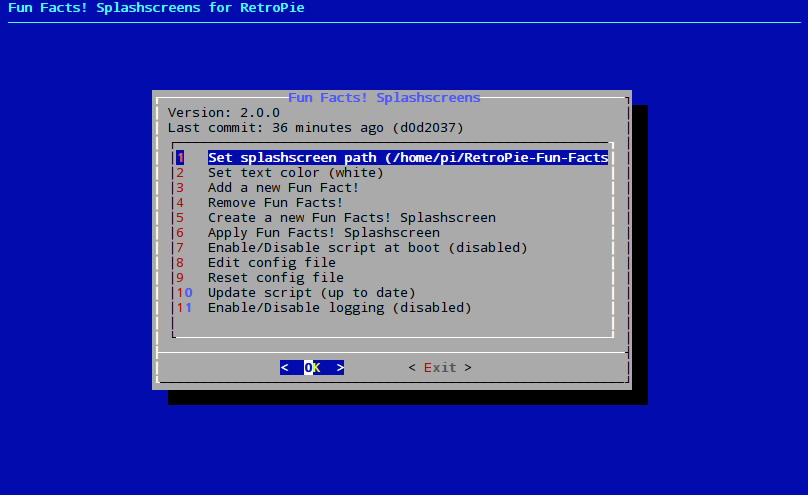 Fun Facts! Splashscreens for RetroPie
Fun Facts! Splashscreens
Version: 2.0.0
Last commit: 36 minutes ago (d0d2037)
1 Set splashscreen path (/home/pi/RetroPie-Fun-Facts
2 Set text color (white)
3 Add a new Fun Fact!
4 Remove Fun Facts!
5 Create a new Fun Facts! Splashscreen
6 Apply Fun Facts! Splashscreen
7 Enable/Disable script at boot (disabled)
8 Edit config file
9 Reset config file
10 Update script (up to date)
11 Enable/Disable logging (disabled)
< OK > < Exit >